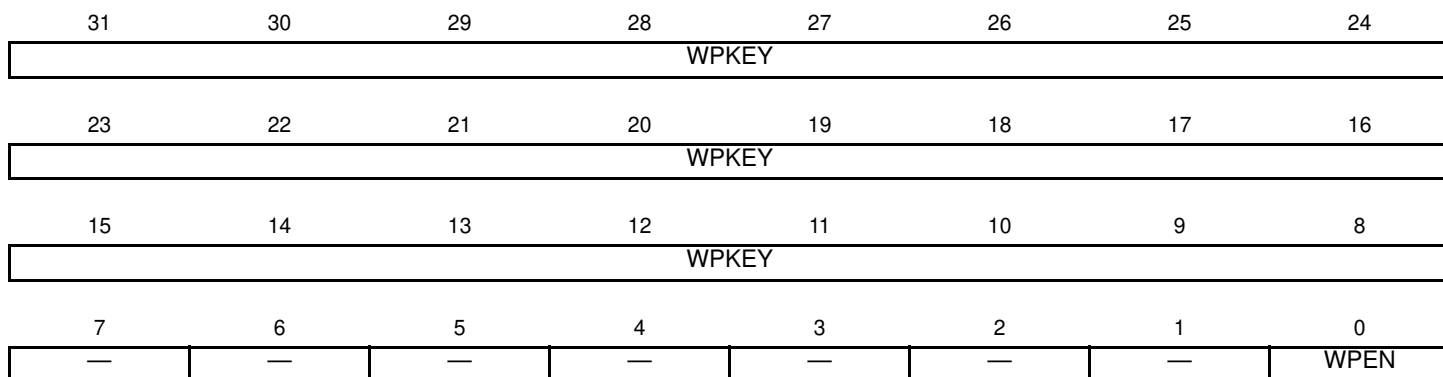 31 30 29 28 27 26 25 24
WPKEY
23 22 21 20 19 18 17 16
WPKEY
15 14 13 12 11 10 9 8
WPKEY
7 6 5 4 3 2 1 0
— — — — — — — WPEN